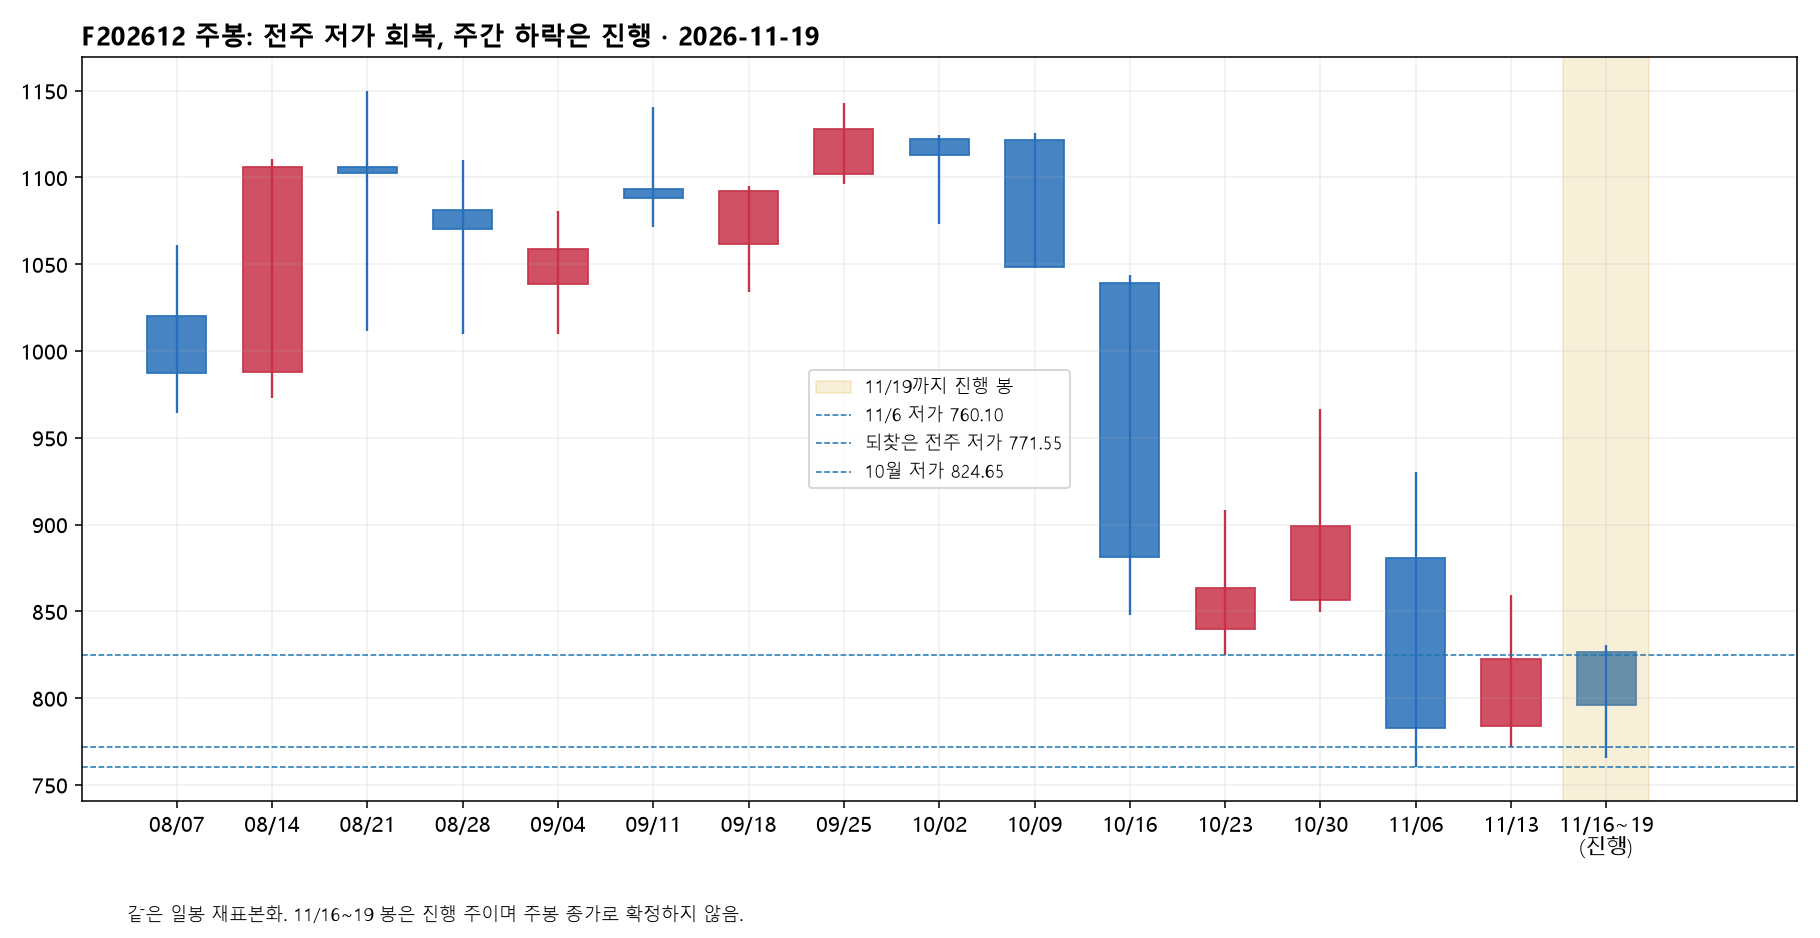 F202612 주봉: 전주 저가 회복, 주간 하락은 진행 · 2026-11-19
1150
1100
1050
1000
950
900
850
800
750
11/19까지 진행 봉
11/6 저가 760.10
되찾은 전주 저가 771.55
10월 저가 824.65
08/07 08/14 08/21 08/28 09/04 09/11 09/18 09/25 10/02 10/09 10/16 10/23 10/30 11/06 11/13 11/16~19
(진행)
같은 일봉 재표본화. 11/16~19 봉은 진행 주이며 주봉 종가로 확정하지 않음.